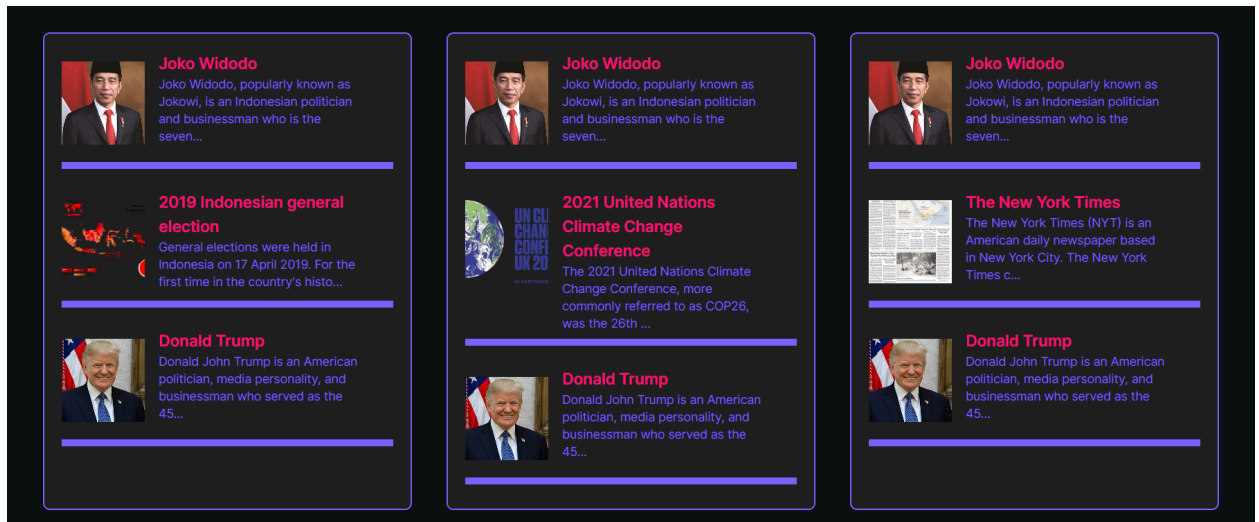 Joko Widodo
Joko Widodo, popularly known as
Jokowi, is an Indonesian politician
and businessman who is the
seven...
2019 Indonesian general
election
General elections were held in
Indonesia on 17 April 2019. For the
first time in the country's histo...
Donald Trump
Donald John Trump is an American
politician, media personality, and
businessman who served as the
45...
Joko Widodo
Joko Widodo, popularly known as
Jokowi, is an Indonesian politician
and businessman who is the
seven...
UN CLI
CHAN
CONFE
UK 20
2021 United Nations
Climate Change
Conference
The 2021 United Nations Climate
Change Conference, more
commonly referred to as COP26,
was the 26th ...
Donald Trump
Donald John Trump is an American
politician, media personality, and
businessman who served as the
45...
Joko Widodo
Joko Widodo, popularly known as
Jokowi, is an Indonesian politician
and businessman who is the
seven...
The New York Times
The New York Times (NYT) is an
American daily newspaper based
in New York City. The New York
Times c...
Donald Trump
Donald John Trump is an American
politician, media personality, and
businessman who served as the
45...